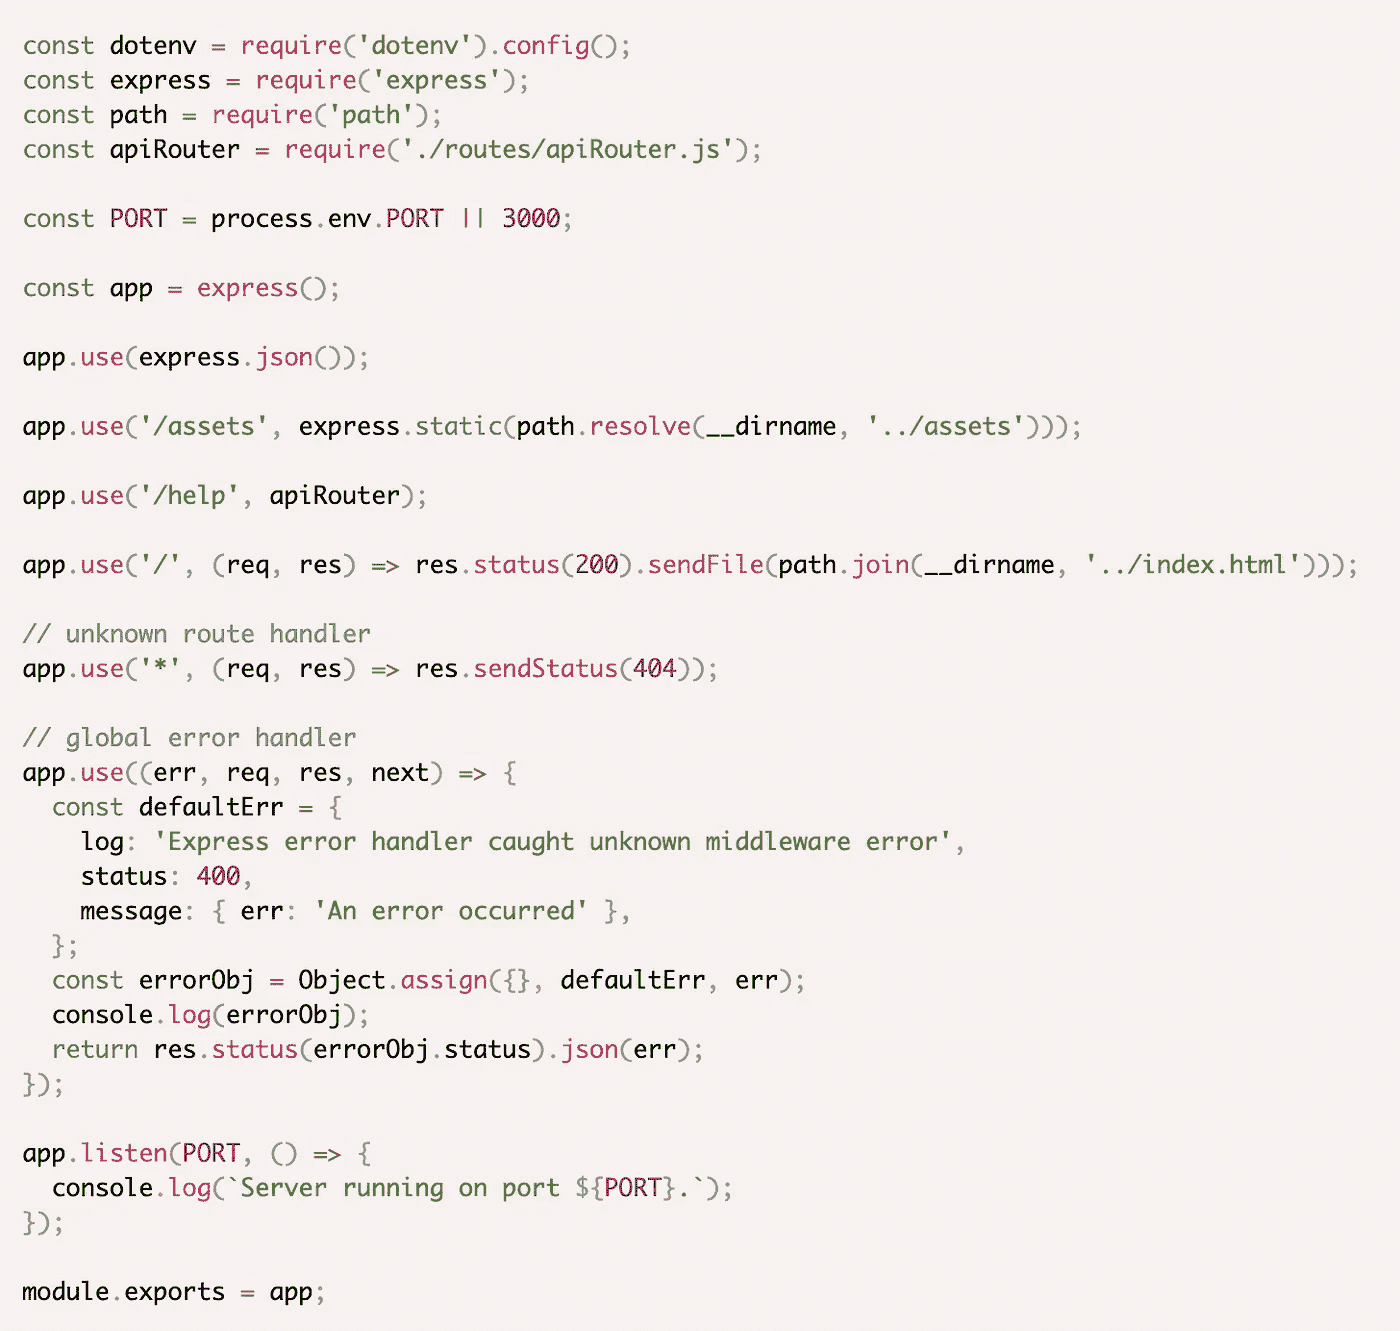 const dotenv = require('dotenv').config();
const express = require('express');
const path = require('path');
const apiRouter = require('./routes/apiRouter.js');

const PORT = process.env.PORT || 3000;

const app = express();

app.use(express.json());

app.use('/assets', express.static(path.resolve(__dirname, '../assets')));

app.use('/help', apiRouter);

app.use('/', (req, res) => res.status(200).sendFile(path.join(__dirname, '../index.html')));

// unknown route handler
app.use('*', (req, res) => res.sendStatus(404));

// global error handler
app.use((err, req, res, next) => {
  const defaultErr = {
    log: 'Express error handler caught unknown middleware error',
    status: 400,
    message: { err: 'An error occurred' },
  };
  const errorObj = Object.assign({}, defaultErr, err);
  console.log(errorObj);
  return res.status(errorObj.status).json(err);
});

app.listen(PORT, () => {
  console.log(`Server running on port ${PORT}.`);
});

module.exports = app;